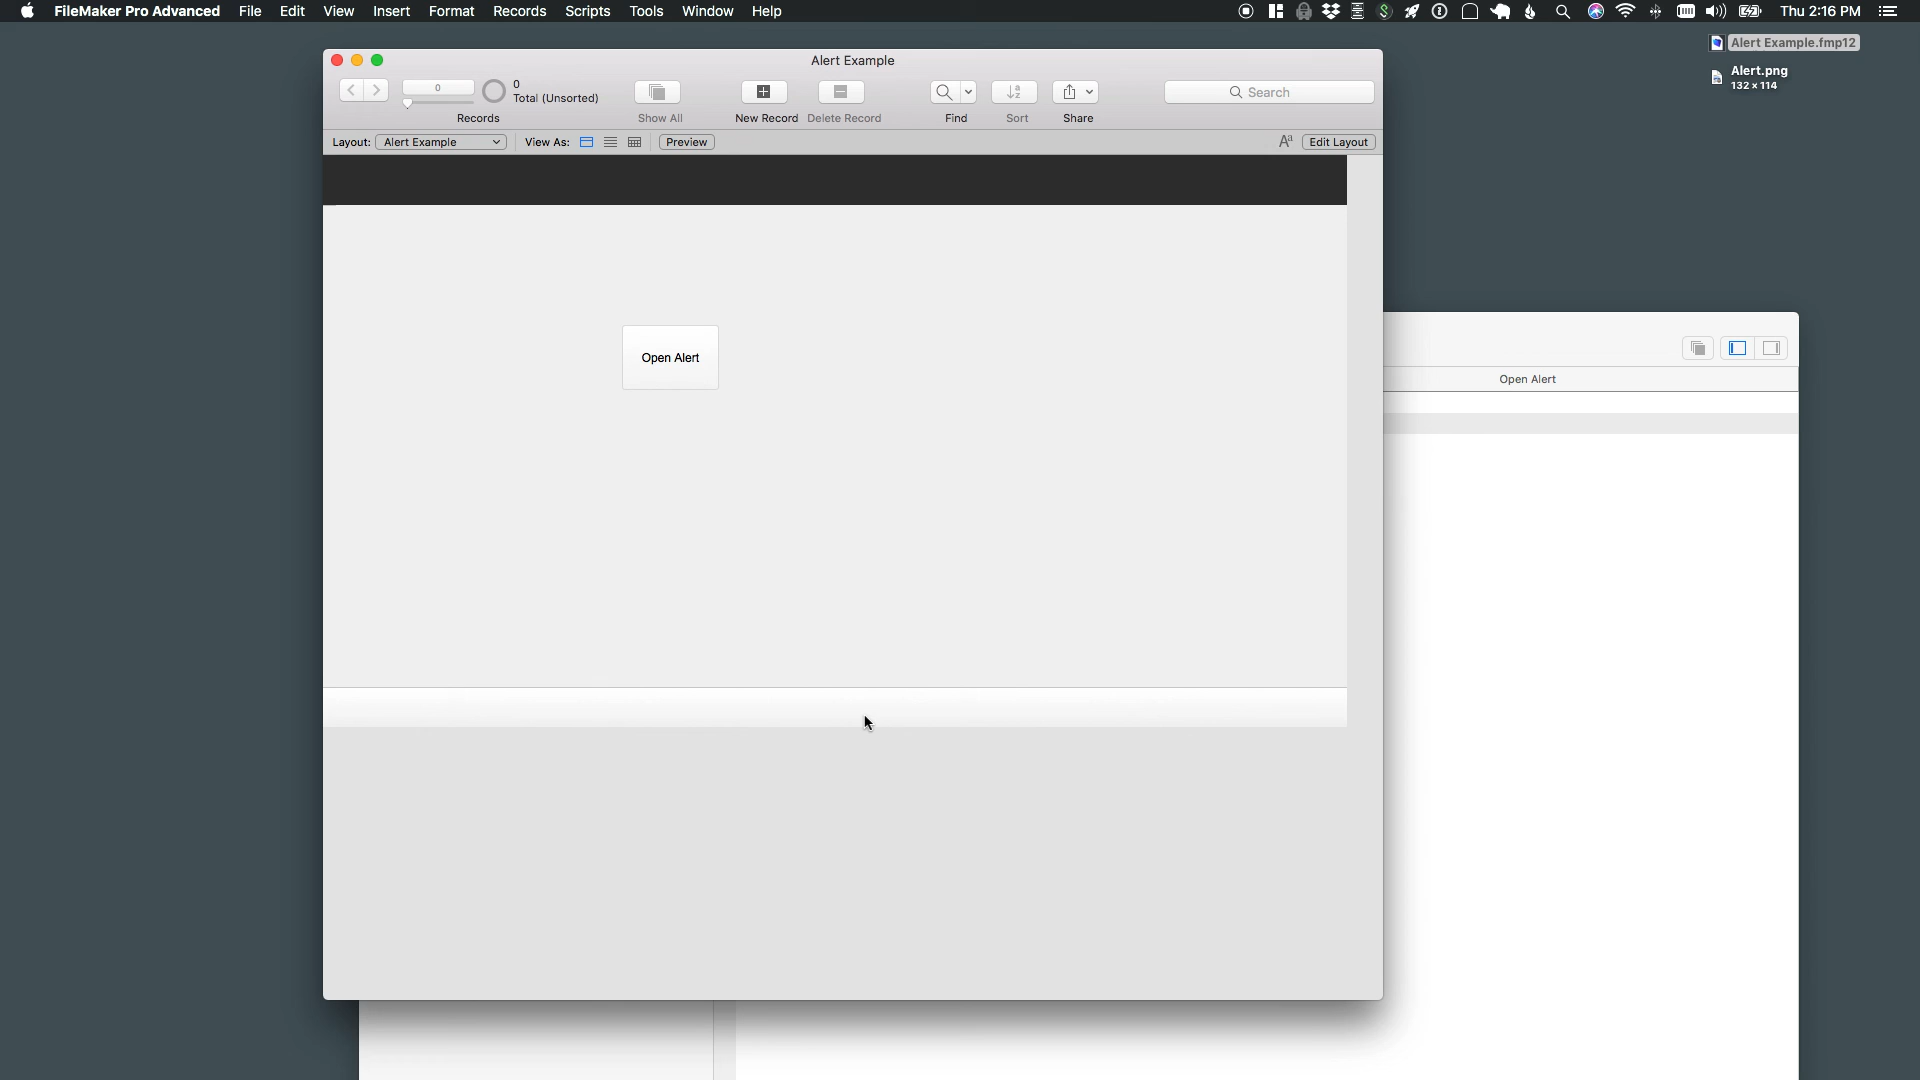 FileMaker Pro Advanced File Edit View Insert Format Records Scripts Tools Window Help Thu 2:16 PM
Alert Example.fmp12
Alert.png
132 × 114
Alert Example
0
0
Total (Unsorted)
Search
Records Show All New Record Delete Record Find Sort Share
Layout: Alert Example View As: Preview Aa Edit Layout
Open Alert
Open Alert